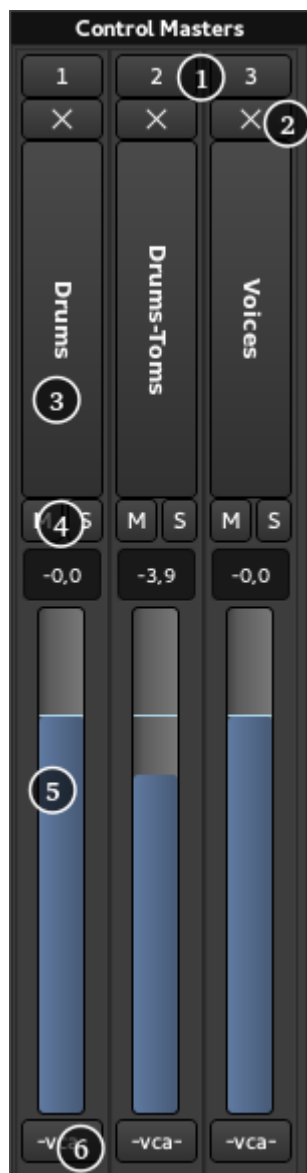 Control Masters
1 2 1 3
2
Drums
Drums-Toms
Voices
3
M 4 S M S M S
-0,0 -3,9 -0,0
5
-vca- 6 -vca- -vca-